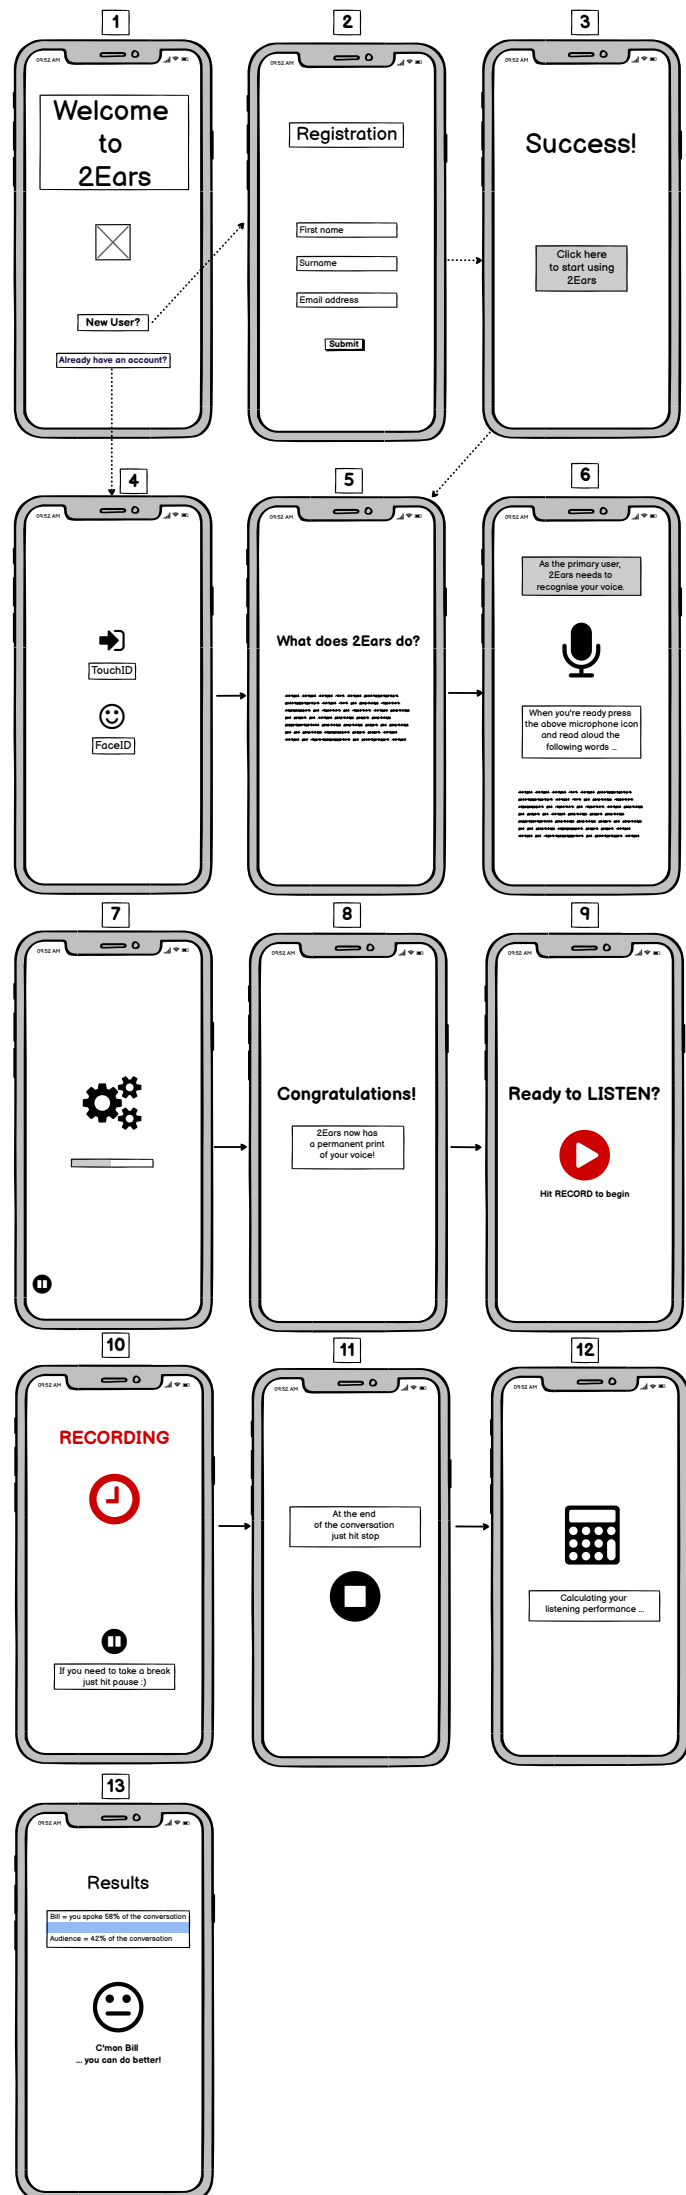 1
09:52 AM
Welcome
to
2Ears
New User?
Already have an account?
2
09:52 AM
Registration
First name
Surname
Email address
Submit
3
09:52 AM
Success!
Click here
to start using
2Ears
4
09:52 AM
TouchID
FaceID
5
09:52 AM
What does 2Ears do?
6
09:52 AM
As the primary user,
2Ears needs to
recognise your voice.
When you're ready press
the above microphone icon
and read aloud the
following words ...
7
09:52 AM
8
09:52 AM
Congratulations!
2Ears now has
a permanent print
of your voice!
9
09:52 AM
Ready to LISTEN?
Hit RECORD to begin
10
09:52 AM
RECORDING
If you need to take a break
just hit pause :)
11
09:52 AM
At the end
of the conversation
just hit stop
12
09:52 AM
Calculating your
listening performance ...
13
09:52 AM
Results
Bill = you spoke 58% of the conversation
Audience = 42% of the conversation
C'mon Bill
... you can do better!